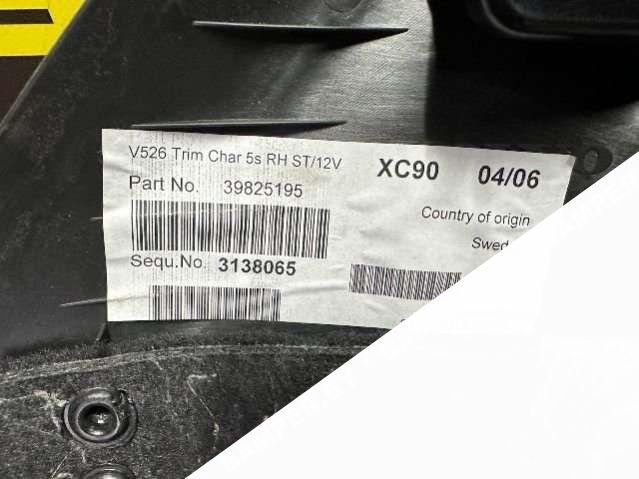 V526 Trim Char 5s RH ST/12V
XC90 04/06
Part No. 39825195
Country of origin
Sequ.No. 3138065